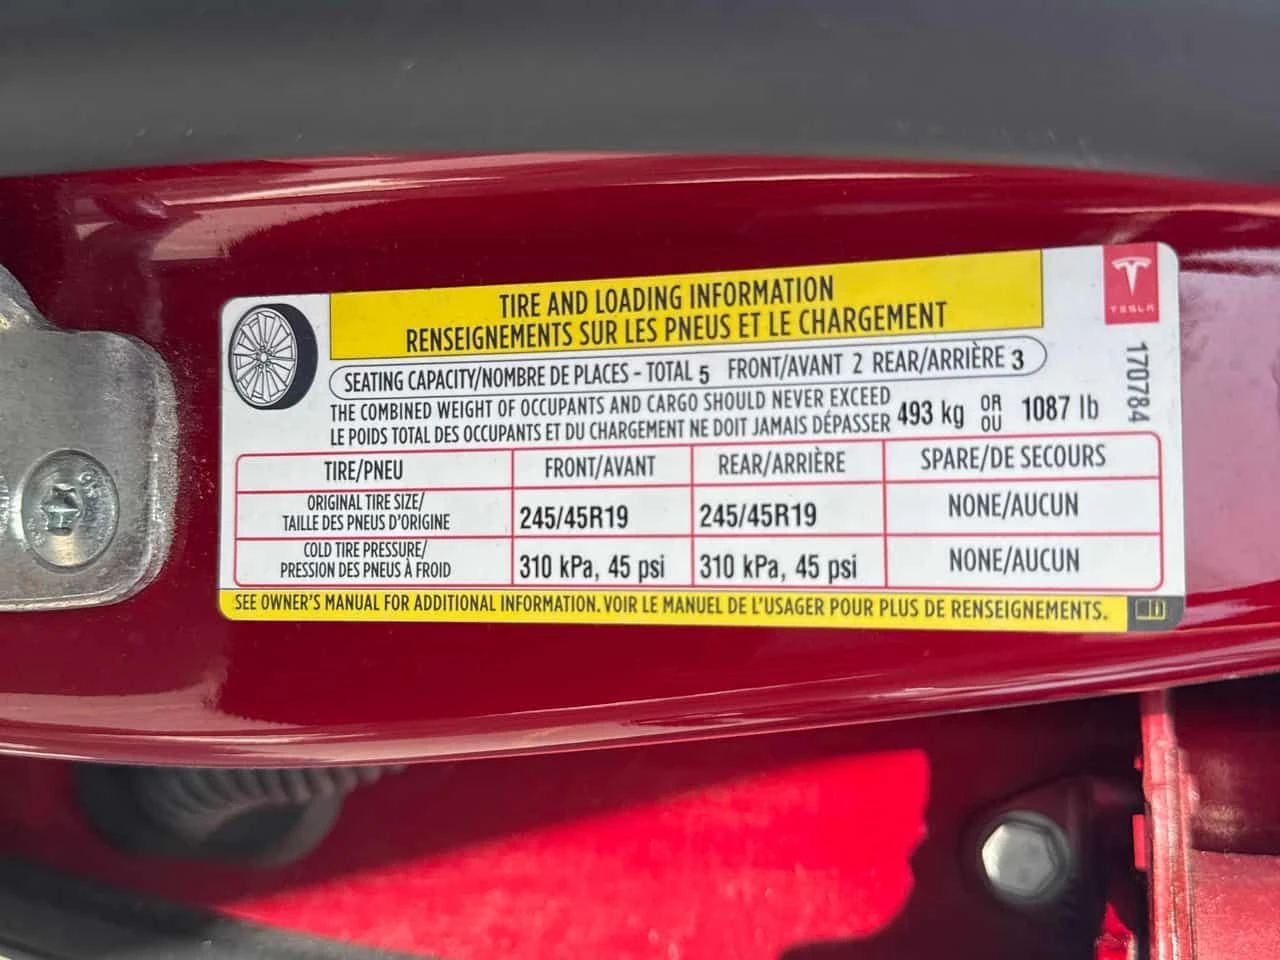 TESLA
TIRE AND LOADING INFORMATION
RENSEIGNEMENTS SUR LES PNEUS ET LE CHARGEMENT
SEATING CAPACITY/NOMBRE DE PLACES - TOTAL 5 FRONT/AVANT 2 REAR/ARRIÈRE 3
THE COMBINED WEIGHT OF OCCUPANTS AND CARGO SHOULD NEVER EXCEED
LE POIDS TOTAL DES OCCUPANTS ET DU CHARGEMENT NE DOIT JAMAIS DÉPASSER
493 kg OR OU 1087 lb
170784
TIRE/PNEU FRONT/AVANT REAR/ARRIÈRE SPARE/DE SECOURS
ORIGINAL TIRE SIZE/
TAILLE DES PNEUS D'ORIGINE
245/45R19 245/45R19 NONE/AUCUN
COLD TIRE PRESSURE/
PRESSION DES PNEUS À FROID
310 kPa, 45 psi 310 kPa, 45 psi NONE/AUCUN
SEE OWNER'S MANUAL FOR ADDITIONAL INFORMATION. VOIR LE MANUEL DE L'USAGER POUR PLUS DE RENSEIGNEMENTS.